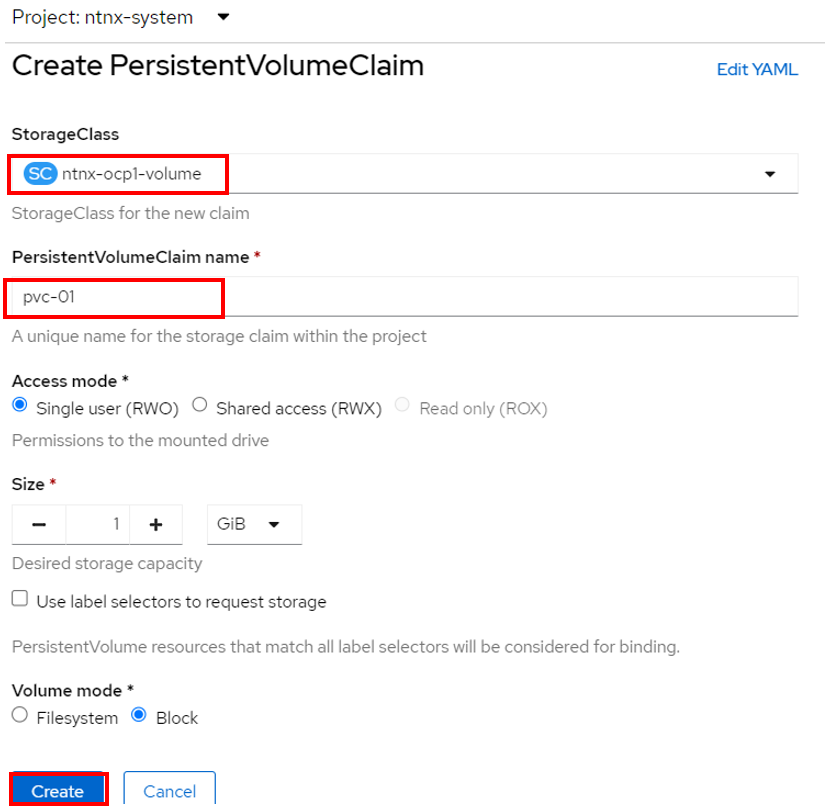 Project: ntnx-system
Create PersistentVolumeClaim
Edit YAML
StorageClass
SC ntnx-ocp1-volume
StorageClass for the new claim
PersistentVolumeClaim name *
pvc-01
A unique name for the storage claim within the project
Access mode *
Single user (RWO) Shared access (RWX) Read only (ROX)
Permissions to the mounted drive
Size *
1 GiB
Desired storage capacity
Use label selectors to request storage
PersistentVolume resources that match all label selectors will be considered for binding.
Volume mode *
Filesystem Block
Create Cancel